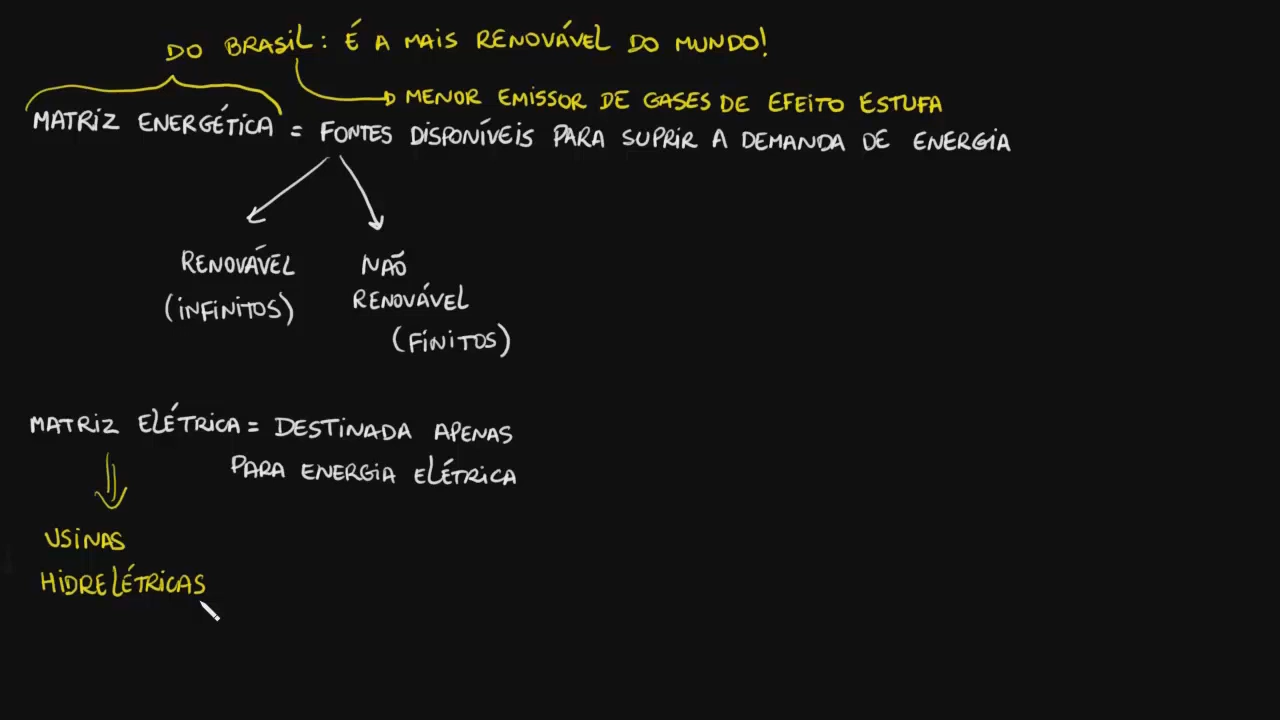 DO BRASIL: É A MAIS RENOVÁVEL DO MUNDO!
MENOR EMISSOR DE GASES DE EFEITO ESTUFA
MATRIZ ENERGÉTICA = FONTES DISPONÍVEIS PARA SUPRIR A DEMANDA DE ENERGIA
RENOVÁVEL
(INFINITOS)
NÃO
RENOVÁVEL
(FINITOS)
MATRIZ ELÉTRICA = DESTINADA APENAS
PARA ENERGIA ELÉTRICA
USINAS
HIDRELÉTRICAS